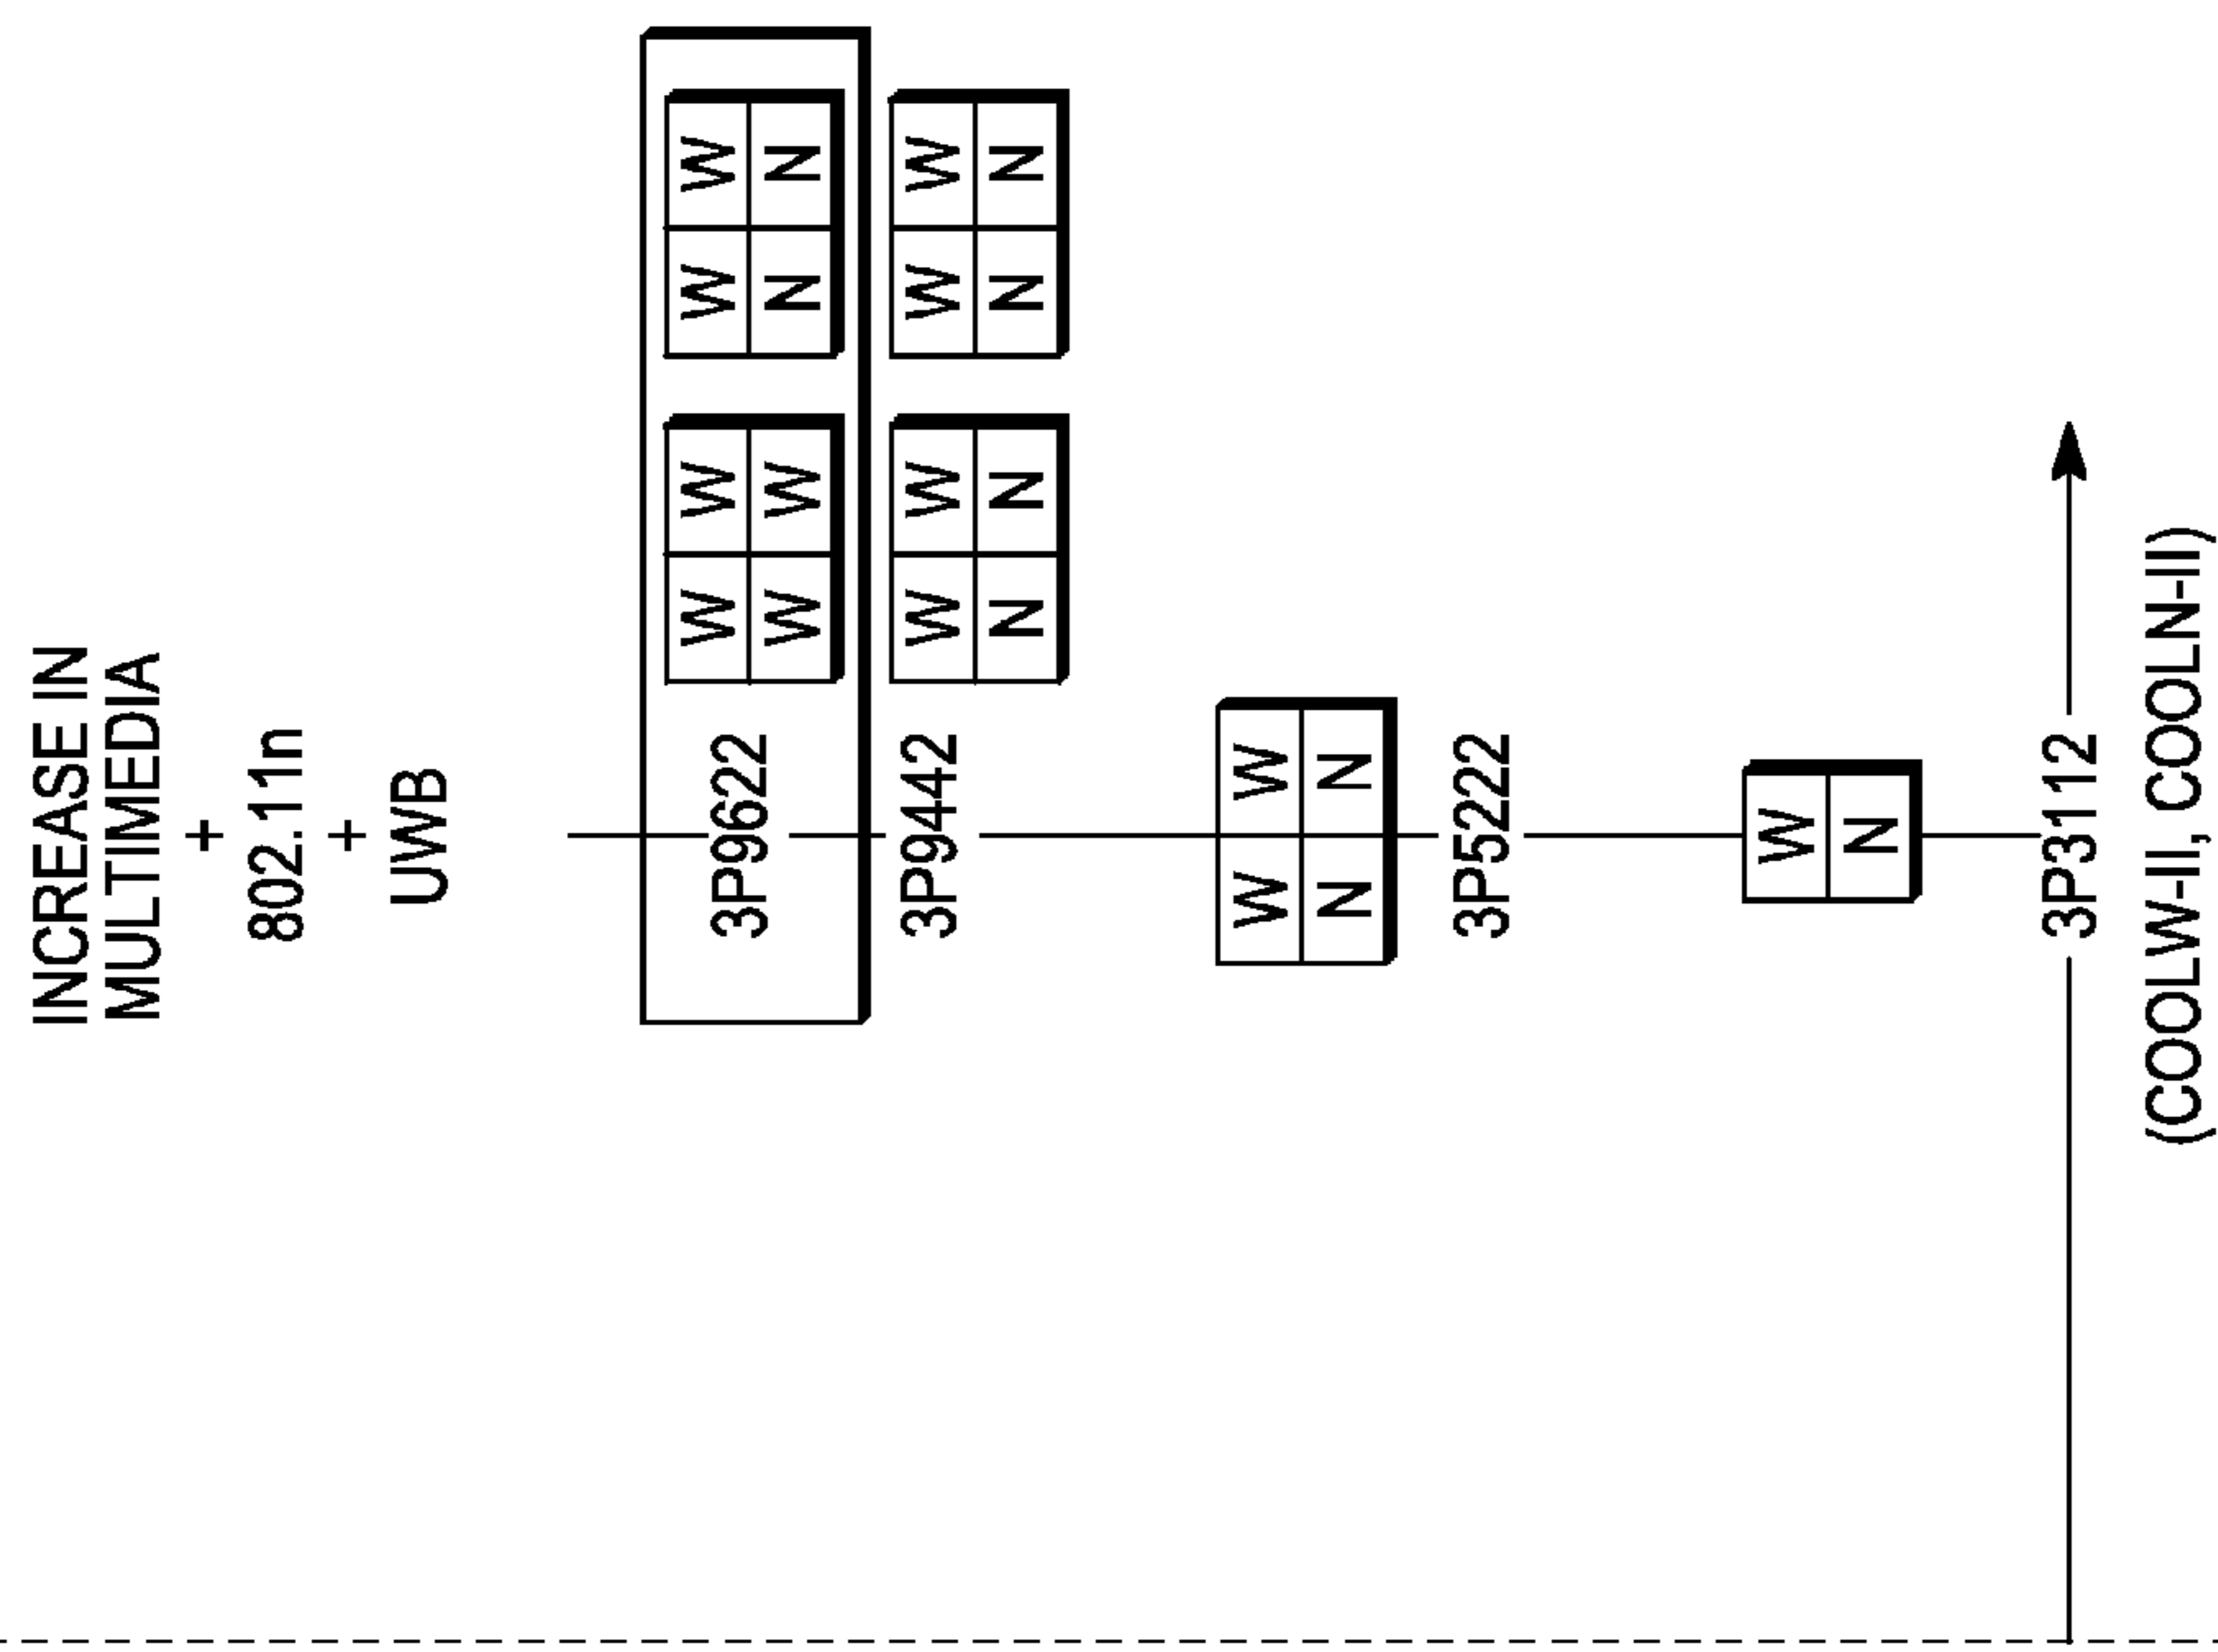 INCREASE IN
MULTIMEDIA
+
802.11n
+
UWB
3P9622 W W W W
W W N N
3P9442 W W W W
N N N N
W W
N N
3P5222
W
N
3P3112
(COOLW-II, COOLN-II)